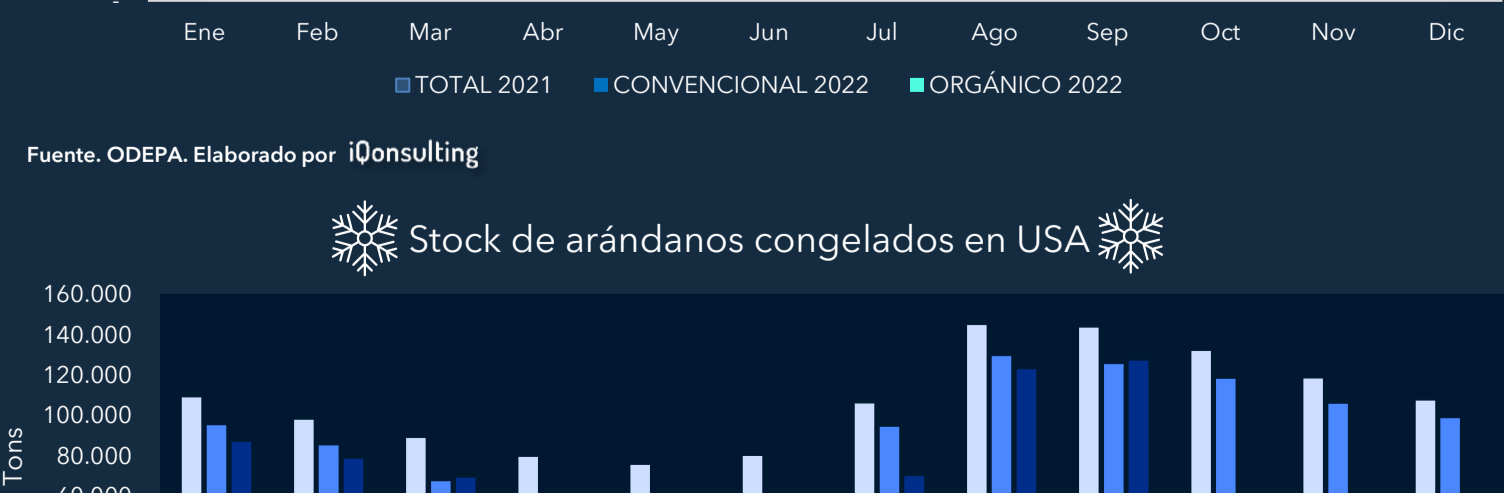 Ene Feb Mar Abr May Jun Jul Ago Sep Oct Nov Dic
TOTAL 2021 CONVENCIONAL 2022 ORGÁNICO 2022
Fuente. ODEPA. Elaborado por iQonsulting
Stock de arándanos congelados en USA
160.000
140.000
120.000
100.000
80.000
Tons